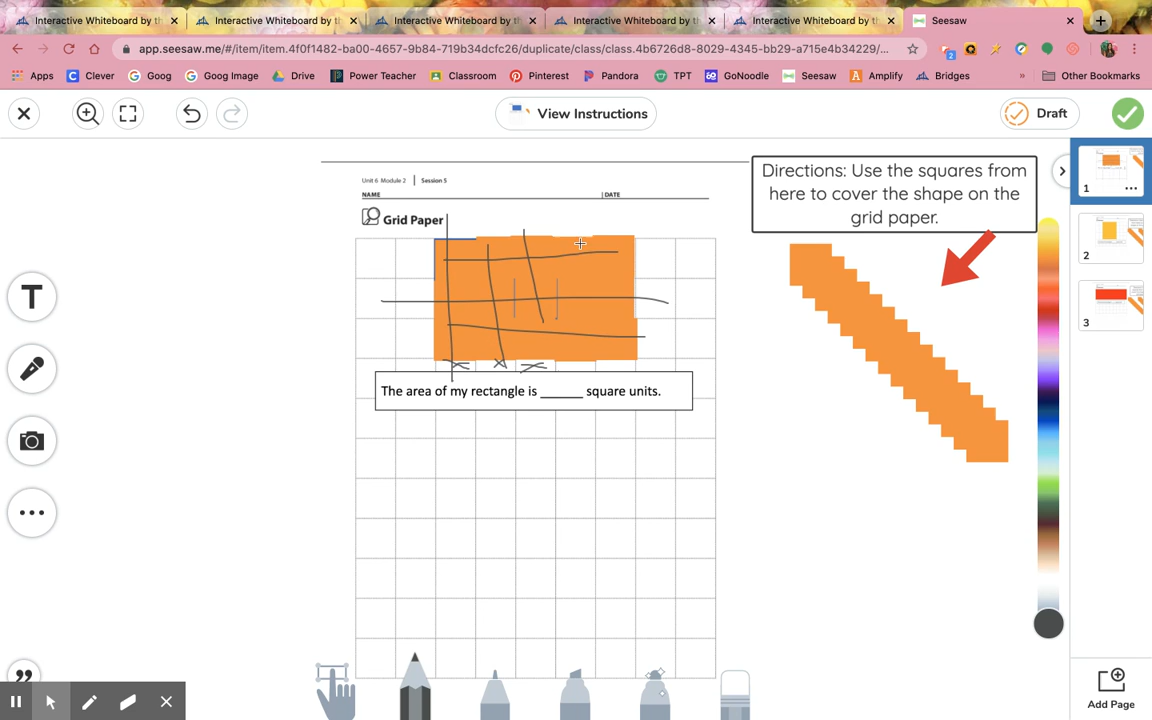 Interactive Whiteboard by th
Interactive Whiteboard by th
Interactive Whiteboard by th
Interactive Whiteboard by th
Interactive Whiteboard by th
Seesaw
app.seesaw.me/#/item/item.4f0f1482-ba00-4657-9b84-719b34dcfc26/duplicate/class/class.4b6726d8-8029-4345-bb29-a715e4b34229/...
Apps Clever Goog Goog Image Drive Power Teacher Classroom Pinterest Pandora TPT GoNoodle Seesaw Amplify Bridges » Other Bookmarks
View Instructions
Draft
Unit 6 Module 2 | Session 5
NAME | DATE
Grid Paper
Directions: Use the squares from
here to cover the shape on the
grid paper.
The area of my rectangle is ______ square units.
T
1
2
3
Add Page